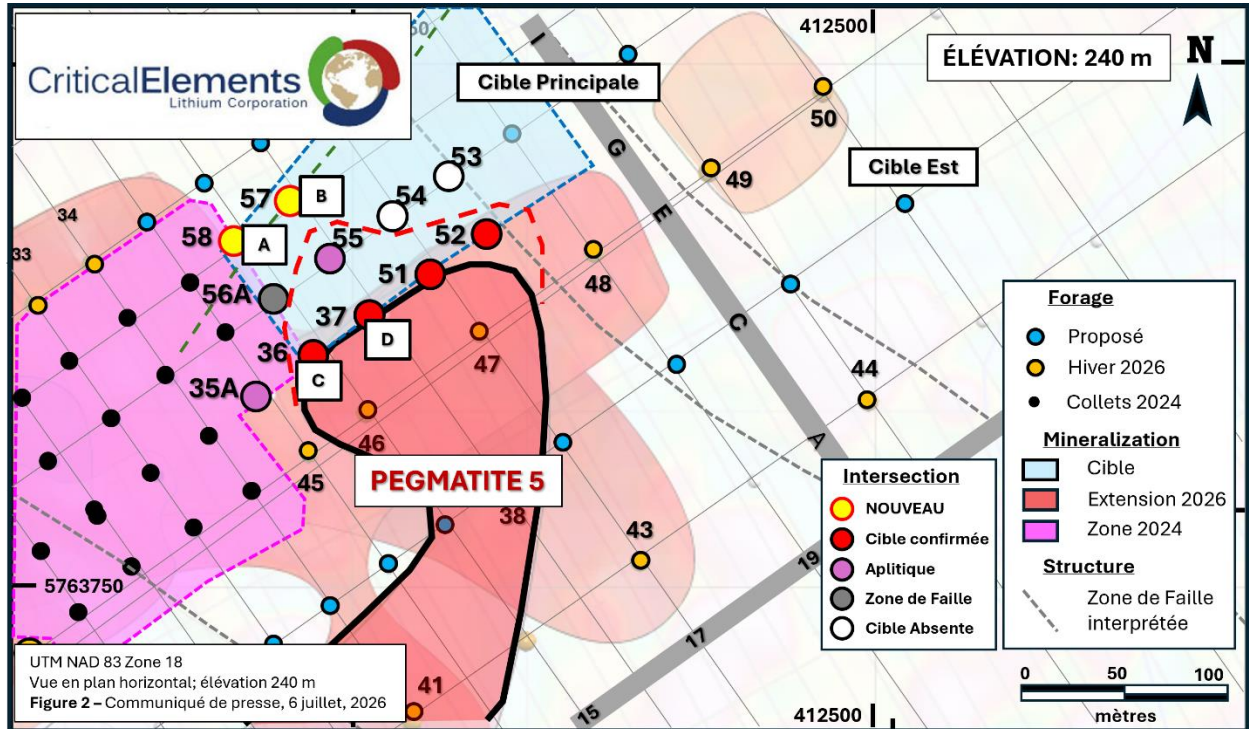 CriticalElements
Lithium Corporation
412500
ÉLÉVATION: 240 m
N
Cible Principale
Cible Est
I
G
E
C
A
50
49
53
54
57
B
58
A
55
52
51
48
34
33
56A
37
D
36
C
47
35A
46
45
44
PEGMATITE 5
38
43
19
17
15
41
5763750
Forage
Proposé
Hiver 2026
Collets 2024
Mineralization
Cible
Extension 2026
Zone 2024
Structure
Zone de Faille
interprétée
Intersection
NOUVEAU
Cible confirmée
Aplitique
Zone de Faille
Cible Absente
UTM NAD 83 Zone 18
Vue en plan horizontal; élévation 240 m
Figure 2 – Communiqué de presse, 6 juillet, 2026
412500
0 50 100
mètres